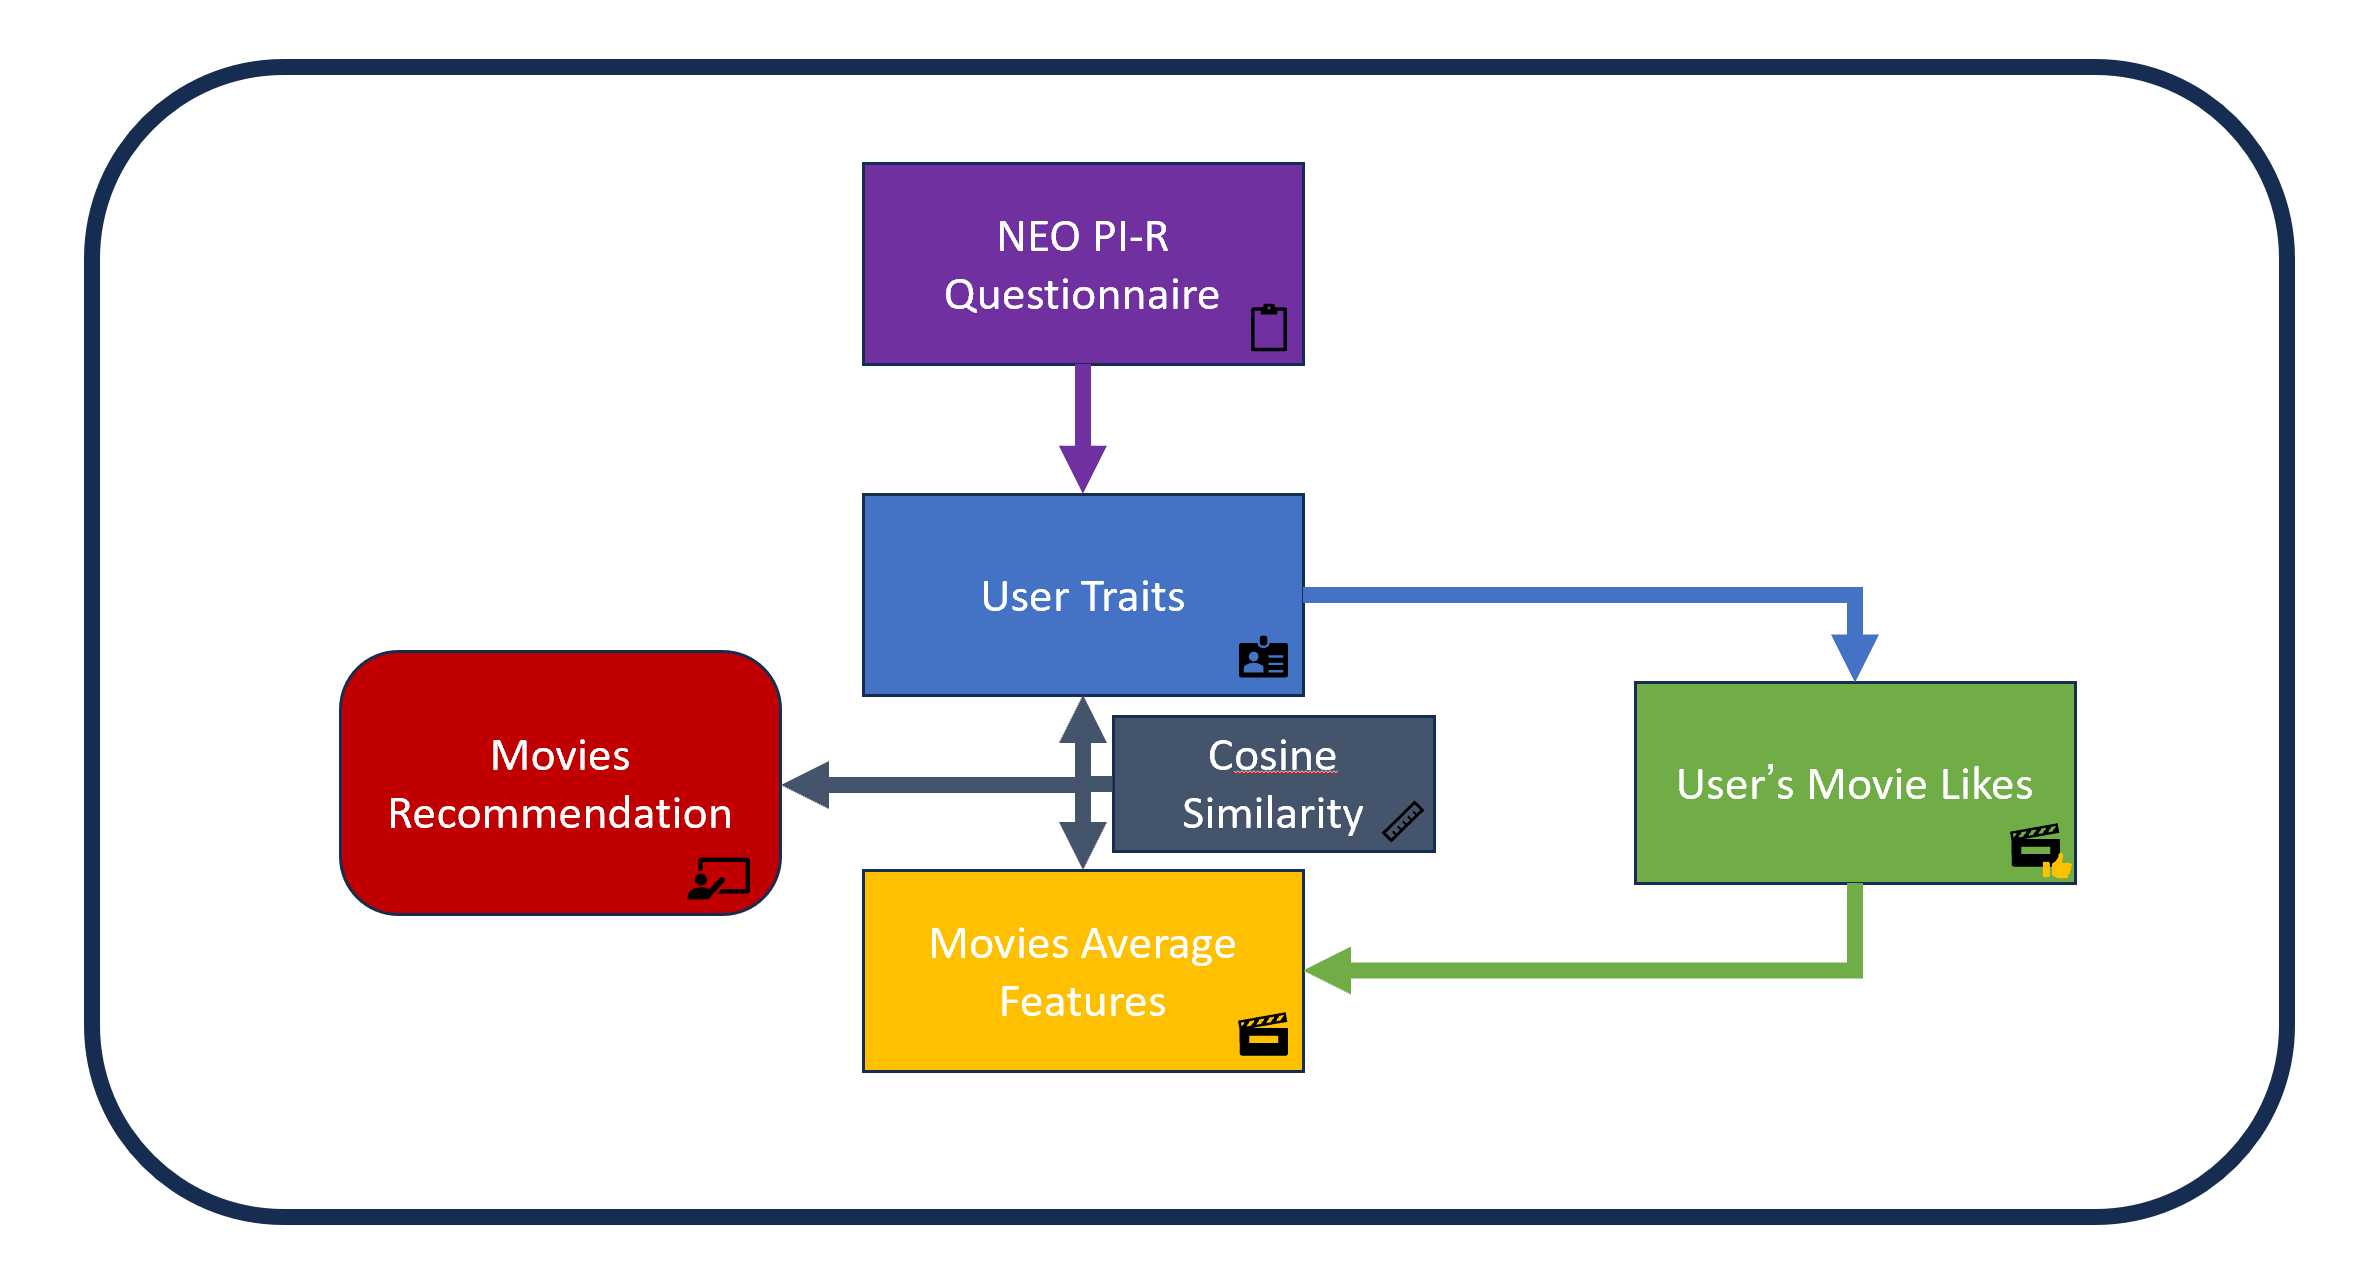 NEO PI-R
Questionnaire
User Traits
Movies
Recommendation
Cosine
Similarity
User’s Movie Likes
Movies Average
Features